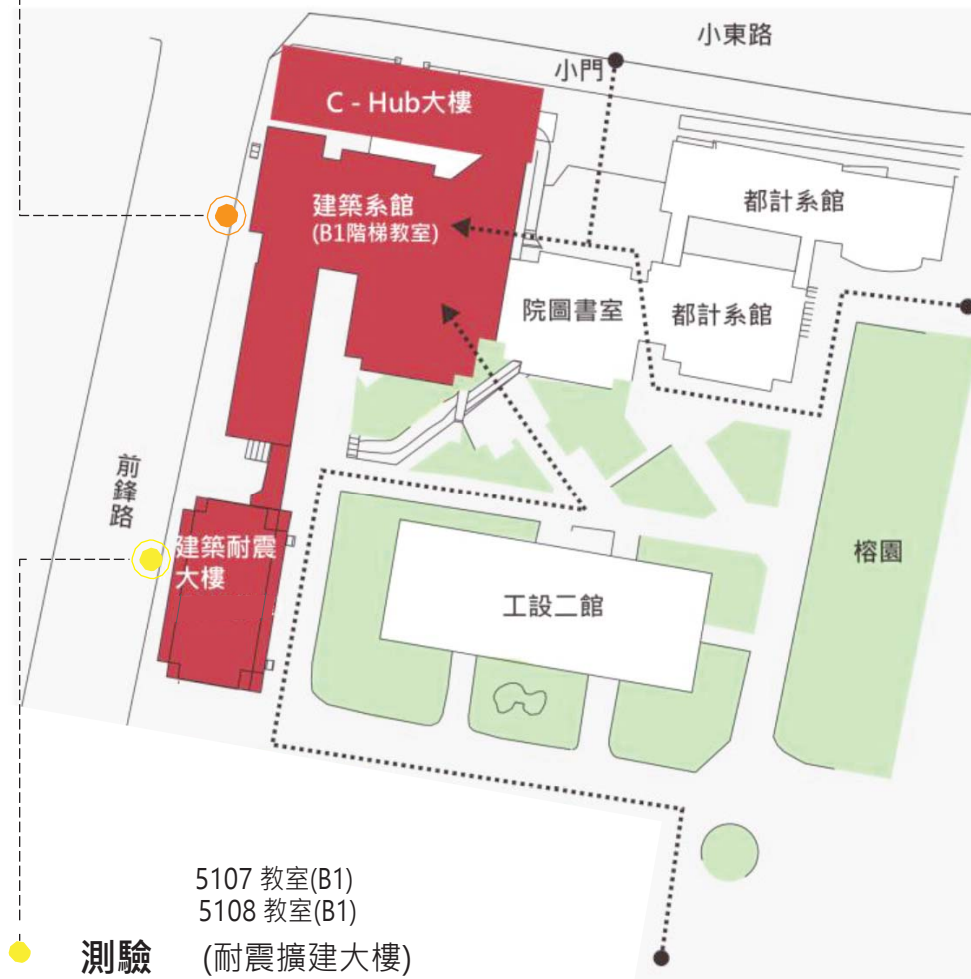 小東路
小門
C - Hub大樓
建築系館
(B1階梯教室)
都計系館
院圖書室
都計系館
前鋒路
建築耐震
大樓
榕園
工設二館
5107 教室(B1)
5108 教室(B1)
測驗 (耐震擴建大樓)